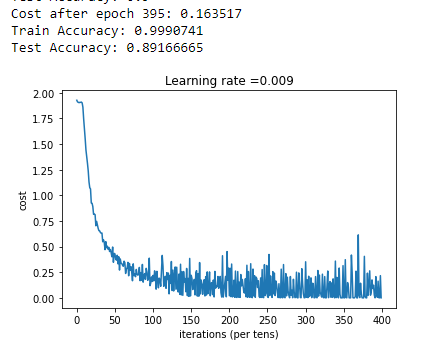 Cost after epoch 395: 0.163517
Train Accuracy: 0.9990741
Test Accuracy: 0.89166665
Learning rate =0.009
2.00
1.75
1.50
1.25
1.00
0.75
0.50
0.25
0.00
cost
0 50 100 150 200 250 300 350 400
iterations (per tens)